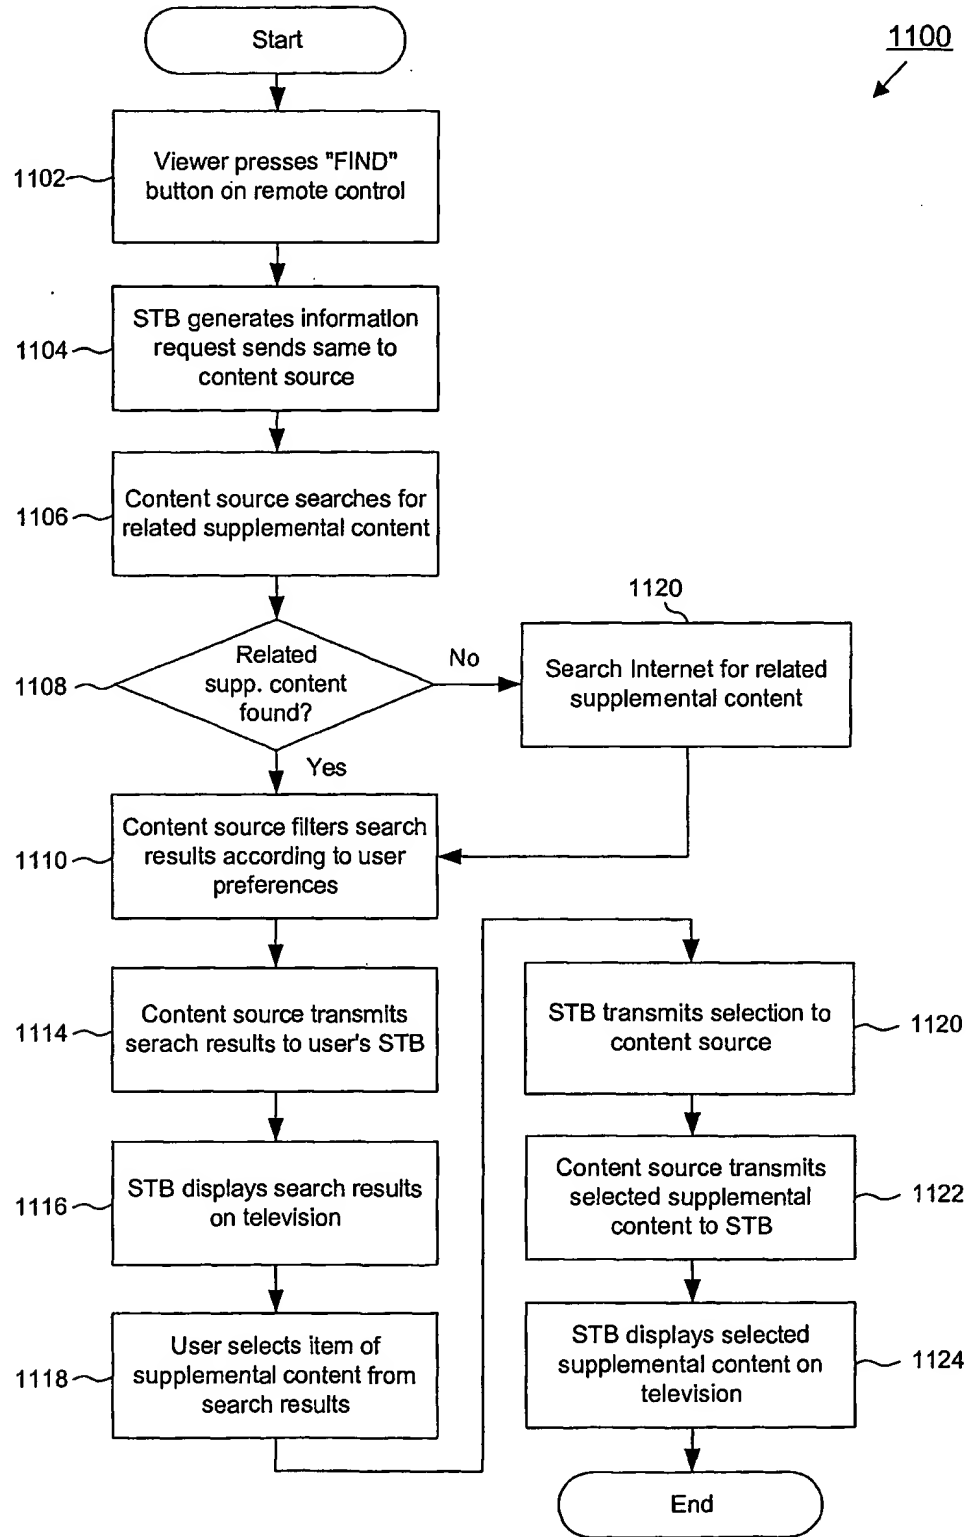 Start
1100
1102
Viewer presses "FIND"
button on remote control
1104
STB generates information
request sends same to
content source
1106
Content source searches for
related supplemental content
1108
Related
supp. content
found?
No
1120
Search Internet for related
supplemental content
Yes
1110
Content source filters search
results according to user
preferences
1114
Content source transmits
serach results to user's STB
1116
STB displays search results
on television
1118
User selects item of
supplemental content from
search results
STB transmits selection to
content source
1120
Content source transmits
selected supplemental
content to STB
1122
STB displays selected
supplemental content on
television
1124
End